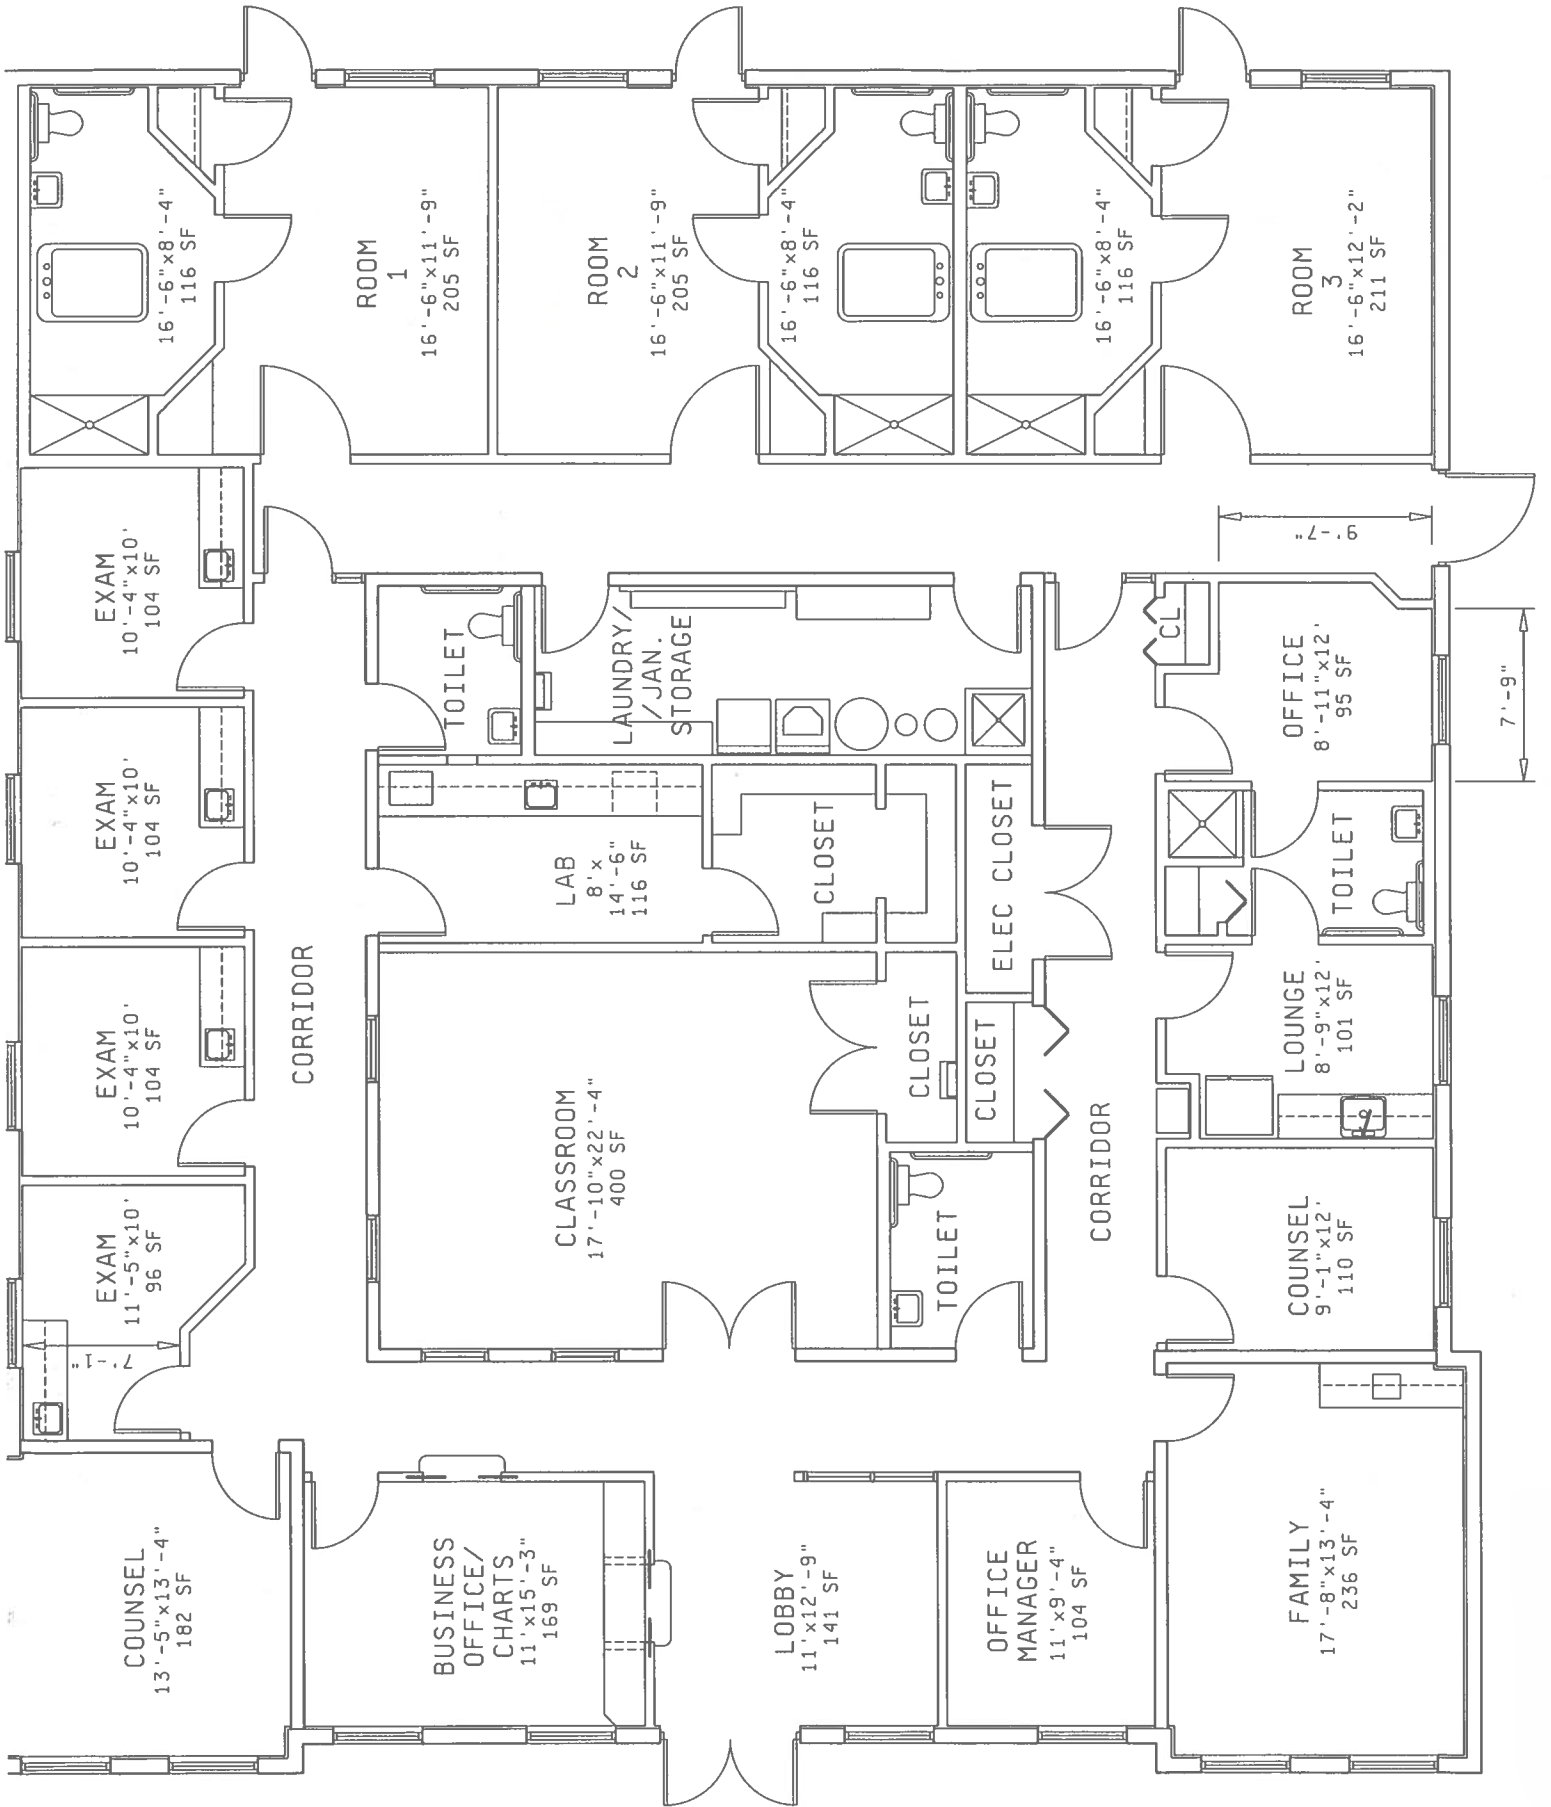 16'-6"x8'-4"
116 SF
ROOM
1
16'-6"x11'-9"
205 SF
ROOM
2
16'-6"x11'-9"
205 SF
16'-6"x8'-4"
116 SF
16'-6"x8'-4"
116 SF
ROOM
3
16'-6"x12'-2"
211 SF
EXAM
10'-4"x10'
104 SF
TOILET
LAUNDRY/
/JAN.
STORAGE
CL
9'-7"
OFFICE
8'-11"x12'
95 SF
7'-9"
EXAM
10'-4"x10'
104 SF
LAB
8'x
14'-6"
116 SF
CLOSET
ELEC CLOSET
TOILET
EXAM
10'-4"x10'
104 SF
CORRIDOR
CLASSROOM
17'-10"x22'-4"
400 SF
CLOSET
CLOSET
LOUNGE
8'-9"x12'
101 SF
EXAM
11'-5"x10'
96 SF
7'-1"
TOILET
CORRIDOR
COUNSEL
9'-1"x12'
110 SF
COUNSEL
13'-5"x13'-4"
182 SF
BUSINESS
OFFICE/
CHARTS
11'x15'-3"
169 SF
LOBBY
11'x12'-9"
141 SF
OFFICE
MANAGER
11'x9'-4"
104 SF
FAMILY
17'-8"x13'-4"
236 SF